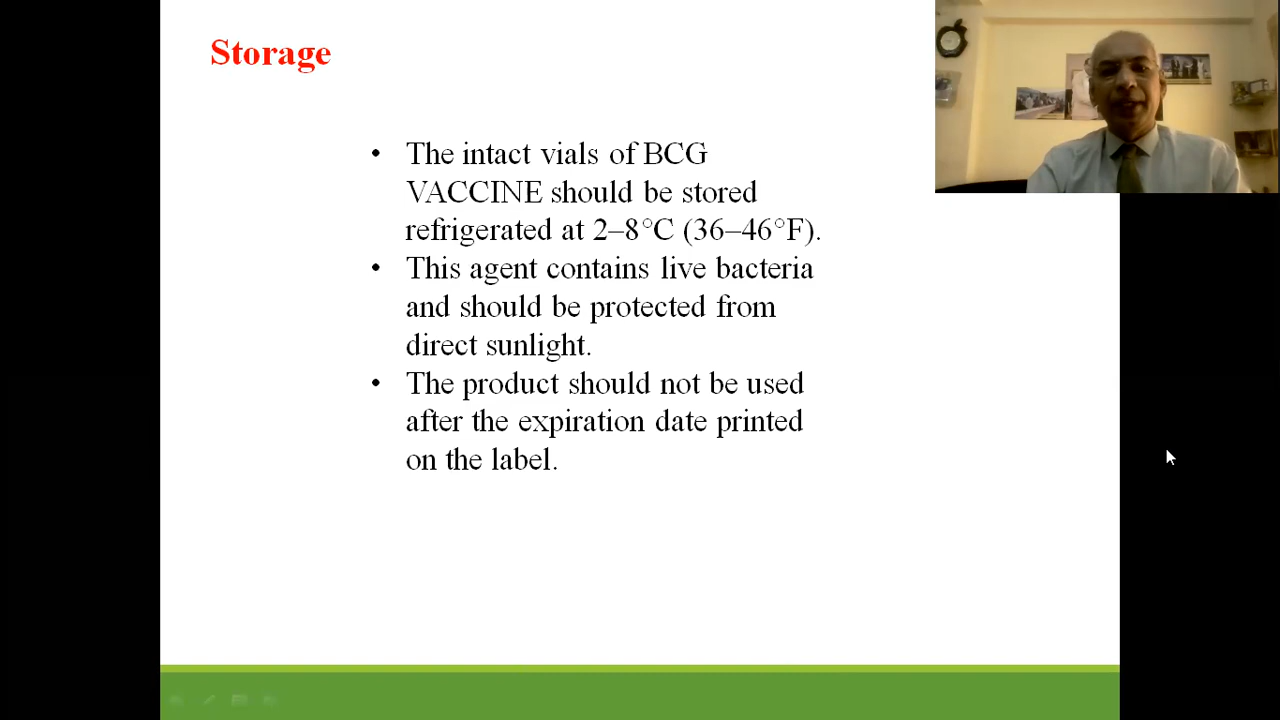 Storage
• The intact vials of BCG
VACCINE should be stored
refrigerated at 2–8°C (36–46°F).
• This agent contains live bacteria
and should be protected from
direct sunlight.
• The product should not be used
after the expiration date printed
on the label.